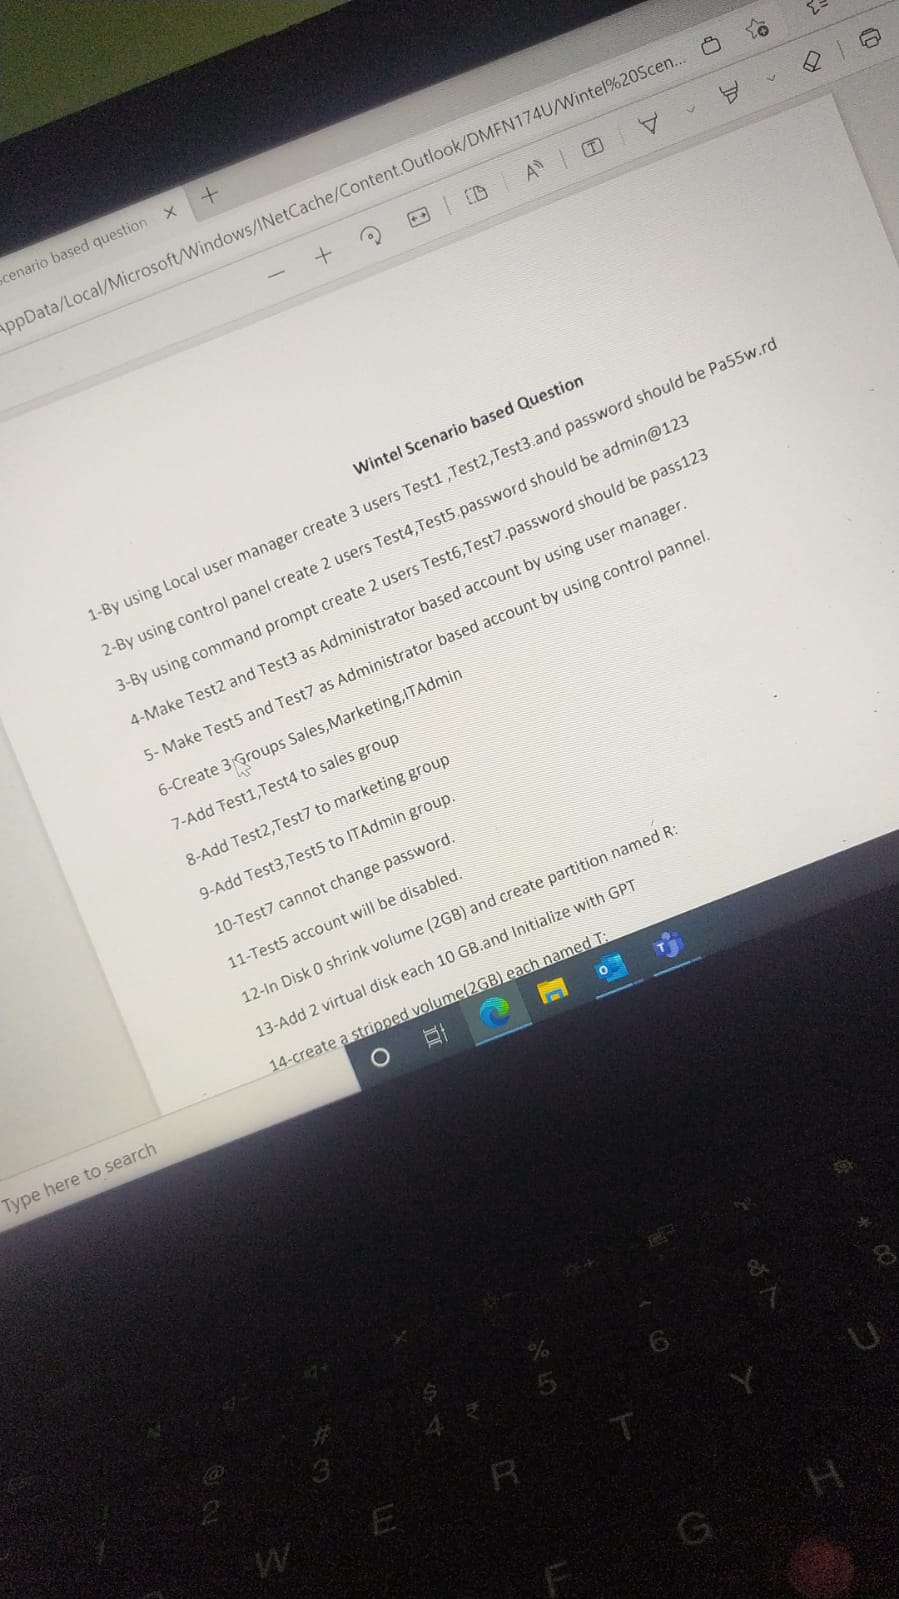 scenario based question
AppData/Local/Microsoft/Windows/INetCache/Content.Outlook/DMFN174U/Wintel%20Scen...
Wintel Scenario based Question
1-By using Local user manager create 3 users Test1 ,Test2,Test3.and password should be Pa55w.rd
2-By using control panel create 2 users Test4,Test5.password should be admin@123
3-By using command prompt create 2 users Test6,Test7.password should be pass123
4-Make Test2 and Test3 as Administrator based account by using user manager.
5- Make Test5 and Test7 as Administrator based account by using control pannel.
6-Create 3 Groups Sales,Marketing,ITAdmin
7-Add Test1,Test4 to sales group
8-Add Test2,Test7 to marketing group
9-Add Test3,Test5 to ITAdmin group.
10-Test7 cannot change password.
11-Test5 account will be disabled.
12-In Disk 0 shrink volume (2GB) and create partition named R:
13-Add 2 virtual disk each 10 GB.and Initialize with GPT
14-create a stripped volume(2GB) each named T:
Type here to search
@ # $ ₹ % ^ & *
2 3 4 5 6 7 8
W E R T Y U
F G H